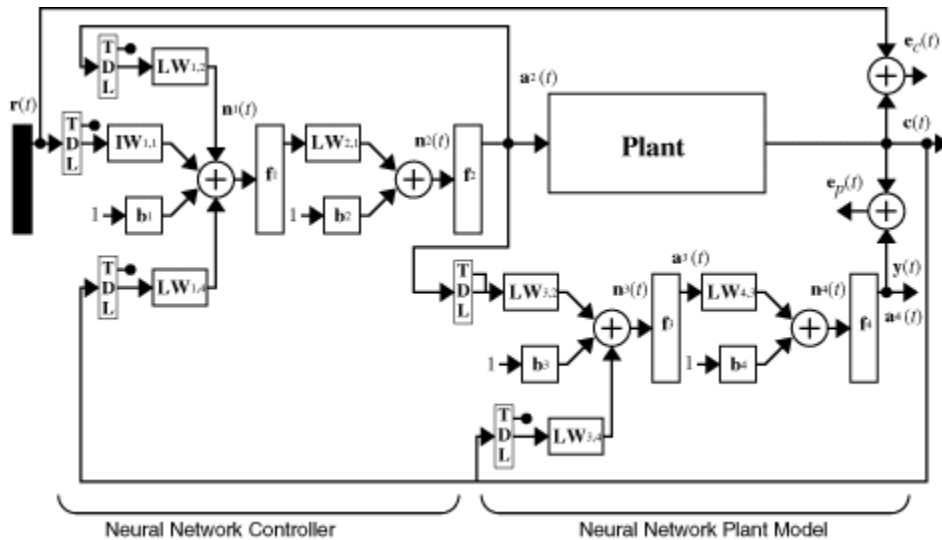 e_c(t)
T D L
LW1,2
a²(t)
r(t)
n1(t)
c(t)
T D L
IW1,1
LW2,1
n2(t)
Plant
f1
f2
e_p(t)
1
b1
1
b2
T D L
LW1,4
T D L
LW3,2
n³(t)
a³(t)
LW4,3
n⁴(t)
y(t)
a⁴(t)
f3
f4
1
b3
1
b4
T D L
LW3,4
Neural Network Controller
Neural Network Plant Model